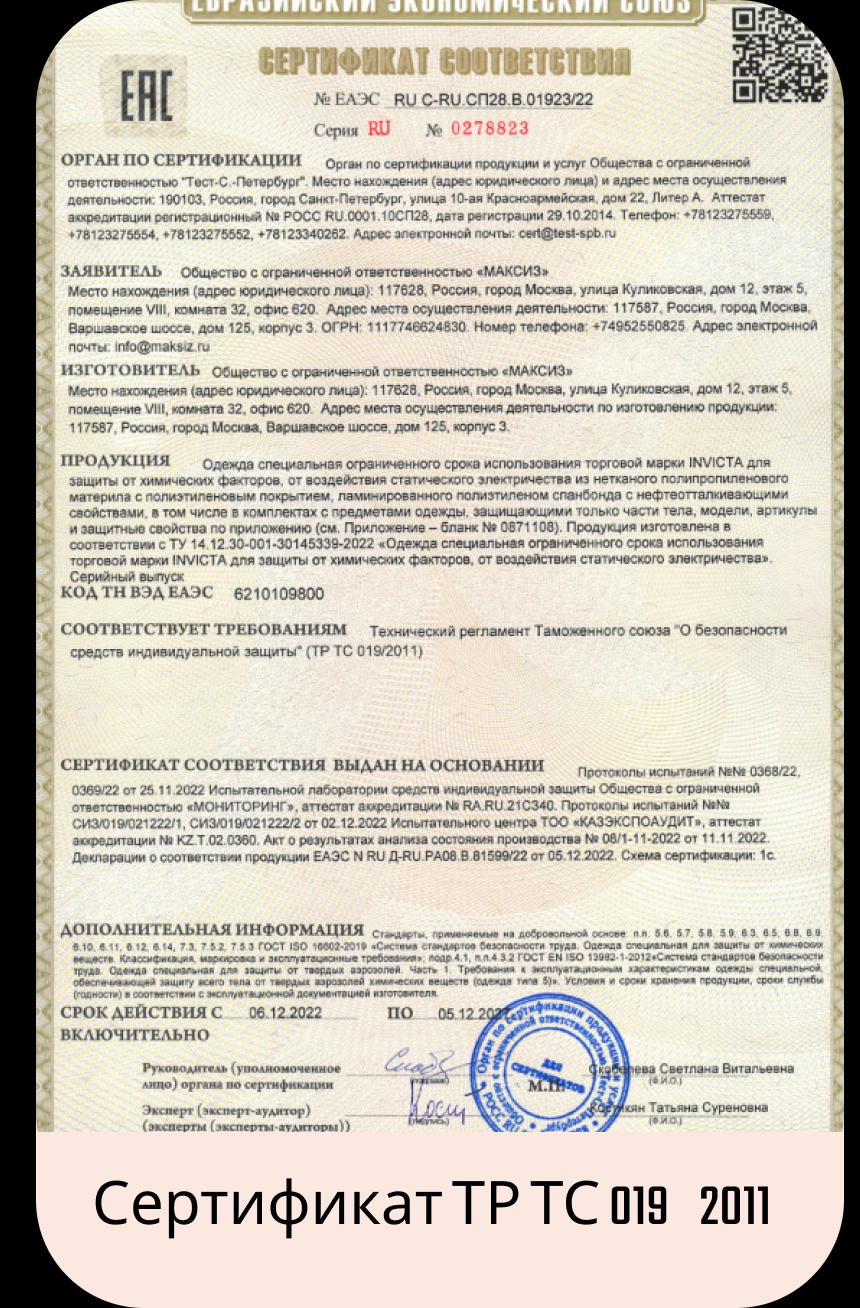 ЕВРАЗИЙСКИЙ ЭКОНОМИЧЕСКИЙ СОЮЗ
СЕРТИФИКАТ СООТВЕТСТВИЯ
ЕАС
№ ЕАЭС RU С-RU.СП28.В.01923/22
Серия RU № 0278823
ОРГАН ПО СЕРТИФИКАЦИИ Орган по сертификации продукции и услуг Общества с ограниченной
ответственностью "Тест-С.-Петербург". Место нахождения (адрес юридического лица) и адрес места осуществления
деятельности: 190103, Россия, город Санкт-Петербург, улица 10-ая Красноармейская, дом 22, Литер А. Аттестат
аккредитации регистрационный № РОСС RU.0001.10СП28, дата регистрации 29.10.2014. Телефон: +78123275559,
+78123275554, +78123275552, +78123340262. Адрес электронной почты: cert@test-spb.ru
ЗАЯВИТЕЛЬ Общество с ограниченной ответственностью «МАКСИЗ»
Место нахождения (адрес юридического лица): 117628, Россия, город Москва, улица Куликовская, дом 12, этаж 5,
помещение VIII, комната 32, офис 620. Адрес места осуществления деятельности: 117587, Россия, город Москва,
Варшавское шоссе, дом 125, корпус 3. ОГРН: 1117746624830. Номер телефона: +74952550825. Адрес электронной
почты: info@maksiz.ru
ИЗГОТОВИТЕЛЬ Общество с ограниченной ответственностью «МАКСИЗ»
Место нахождения (адрес юридического лица): 117628, Россия, город Москва, улица Куликовская, дом 12, этаж 5,
помещение VIII, комната 32, офис 620. Адрес места осуществления деятельности по изготовлению продукции:
117587, Россия, город Москва, Варшавское шоссе, дом 125, корпус 3.
ПРОДУКЦИЯ Одежда специальная ограниченного срока использования торговой марки INVICTA для
защиты от химических факторов, от воздействия статического электричества из нетканого полипропиленового
материла с полиэтиленовым покрытием, ламинированного полиэтиленом спанбонда с нефтеотталкивающими
свойствами, в том числе в комплектах с предметами одежды, защищающими только части тела, модели, артикулы
и защитные свойства по приложению (см. Приложение – бланк № 0871108). Продукция изготовлена в
соответствии с ТУ 14.12.30-001-30145339-2022 «Одежда специальная ограниченного срока использования
торговой марки INVICTA для защиты от химических факторов, от воздействия статического электричества».
Серийный выпуск
КОД ТН ВЭД ЕАЭС 6210109800
СООТВЕТСТВУЕТ ТРЕБОВАНИЯМ Технический регламент Таможенного союза "О безопасности
средств индивидуальной защиты" (ТР ТС 019/2011)
СЕРТИФИКАТ СООТВЕТСТВИЯ ВЫДАН НА ОСНОВАНИИ Протоколы испытаний №№ 0368/22,
0369/22 от 25.11.2022 Испытательной лаборатории средств индивидуальной защиты Общества с ограниченной
ответственностью «МОНИТОРИНГ», аттестат аккредитации № RA.RU.21СГ340. Протоколы испытаний №№
СИЗ/019/021222/1, СИЗ/019/021222/2 от 02.12.2022 Испытательного центра ТОО «КАЗЭКСПОАУДИТ», аттестат
аккредитации № KZ.T.02.0360. Акт о результатах анализа состояния производства № 08/1-11-2022 от 11.11.2022.
Декларации о соответствии продукции ЕАЭС N RU Д-RU.РА08.В.81599/22 от 05.12.2022. Схема сертификации: 1с.
ДОПОЛНИТЕЛЬНАЯ ИНФОРМАЦИЯ Стандарты, применяемые на добровольной основе: п.п. 5.6, 5.7, 5.8, 5.9, 6.3, 6.5, 6.8, 6.9,
6.10, 6.11, 6.12, 6.14, 7.3, 7.5.2, 7.5.3 ГОСТ ISO 16602-2019 «Система стандартов безопасности труда. Одежда специальная для защиты от химических
веществ. Классификация, маркировка и эксплуатационные требования»; подр.4.1, п.п.4.3.2 ГОСТ EN ISO 13982-1-2012«Система стандартов безопасности
труда. Одежда специальная для защиты от твердых аэрозолей. Часть 1. Требования к эксплуатационным характеристикам одежды специальной,
обеспечивающей защиту всего тела от твердых аэрозолей химических веществ (одежда типа 5)». Условия и сроки хранения продукции, сроки службы
(годности) в соответствии с эксплуатационной документацией изготовителя.
СРОК ДЕЙСТВИЯ С 06.12.2022 ПО 05.12.2027
ВКЛЮЧИТЕЛЬНО
Руководитель (уполномоченное
лицо) органа по сертификации
(подпись)
М.П.
Скобелева Светлана Витальевна
(Ф.И.О.)
Эксперт (эксперт-аудитор)
(эксперты (эксперты-аудиторы))
(подпись)
Костикян Татьяна Суреновна
(Ф.И.О.)
Орган по сертификации продукции и услуг
ДЛЯ
СЕРТИФИКАТОВ
Сертификат ТР ТС 019 2011